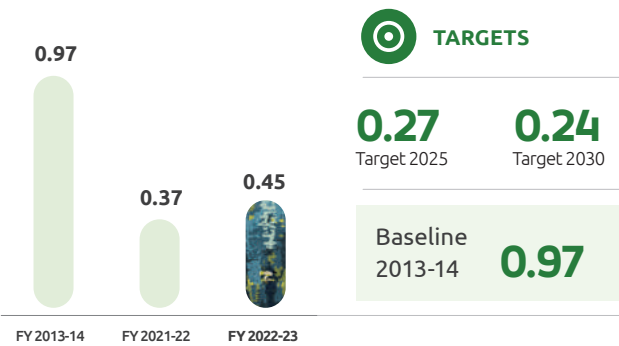 0.97
0.37
0.45
FY 2013-14
FY 2021-22
FY 2022-23
TARGETS
0.27
Target 2025
0.24
Target 2030
Baseline
2013-14
0.97